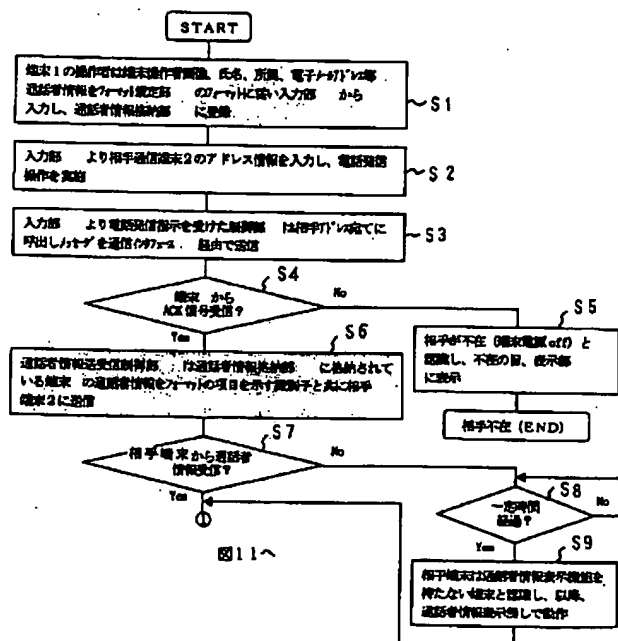 START
端末1の操作者は端末操作者画像、氏名、所属、電子メールアドレス等
通話者情報をフォーマット規定部 のフォーマットに従い入力部 から
入力し、通話者情報格納部 に登録
S1
入力部 より相手通信端末2のアドレス情報を入力し、電話発信
操作を実施
S2
入力部 より電話発信指示を受けた制御部 は相手アドレス宛てに
呼出しメッセージを通信インタフェース 経由で送信
S3
S4
端末 から
ACK信号受信?
No
Yes
S5
相手が不在(端末電源off)と
認識し、不在の旨、表示部
に表示
相手不在(END)
S6
通話者情報送受信制御部 は通話者情報格納部 に格納されて
いる端末 の通話者情報をフォーマットの項目を示す識別子と共に相手
端末2に送信
S7
相手端末から通話者
情報受信?
No
Yes
①
図11へ
S8
一定時間
経過?
No
Yes
S9
相手端末は通話者情報表示機能を
持たない端末と認識し、以降、
通話者情報表示無しで動作